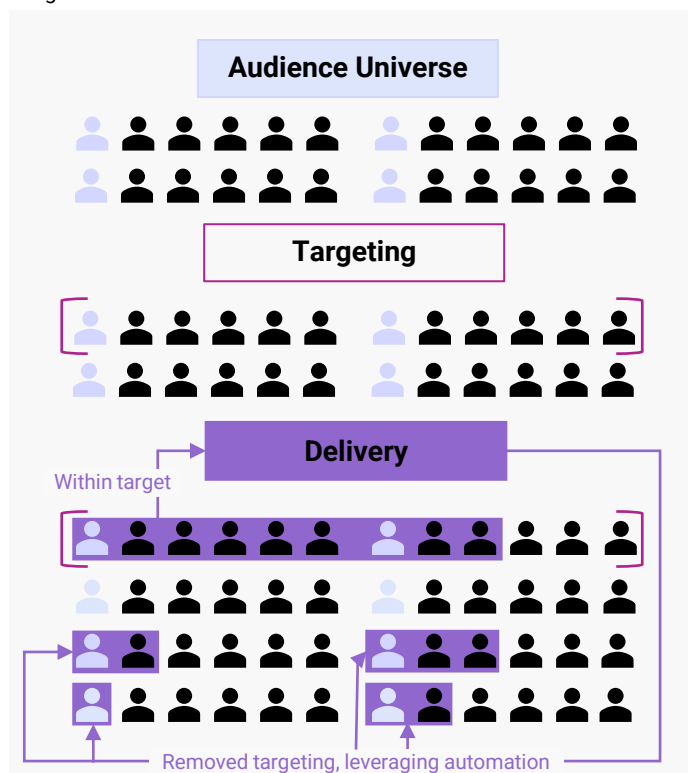 Audience Universe
Targeting
Delivery
Within target
Removed targeting, leveraging automation